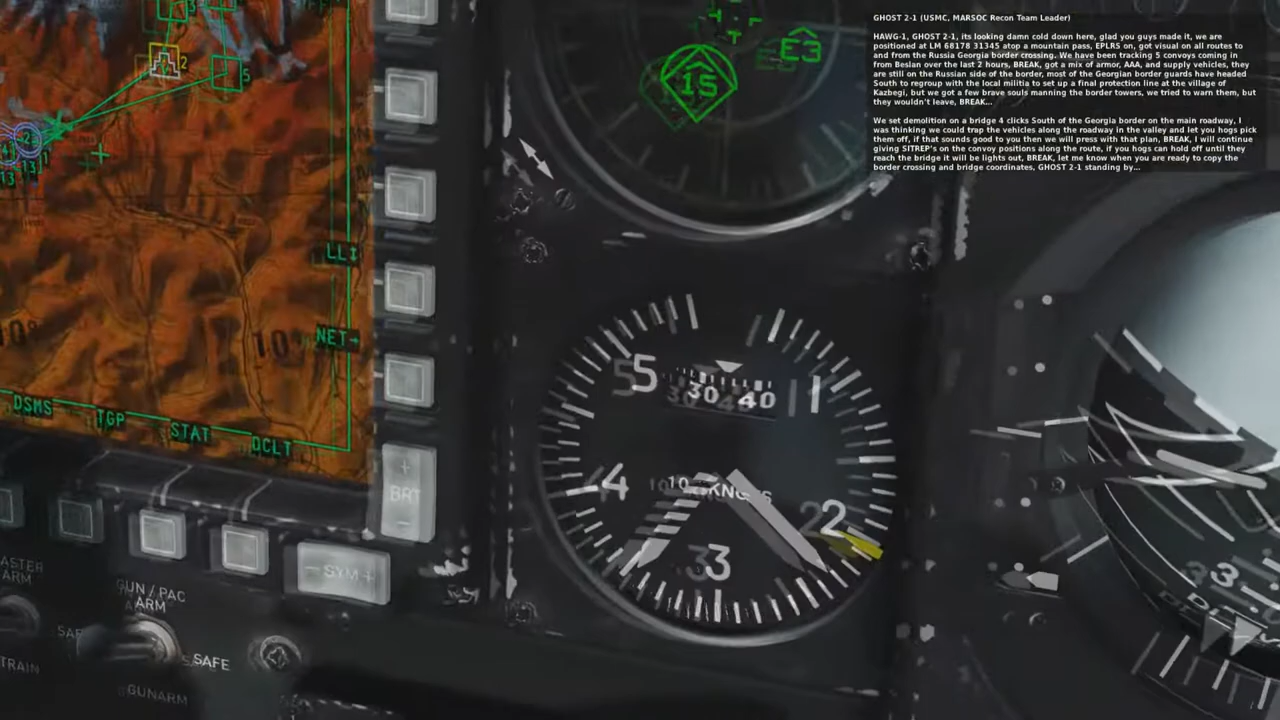 GHOST 2-1 (USMC, MARSOC Recon Team Leader)
HAWG-1, GHOST 2-1, its looking damn cold down here, glad you guys made it, we are
positioned at LM 68178 31345 atop a mountain pass, EPLRS on, got visual on all routes to
and from the Russia Georgia border crossing. We have been tracking 5 convoys coming in
from Beslan over the last 2 hours, BREAK, got a mix of armor, AAA, and supply vehicles, they
are still on the Russian side of the border, most of the Georgian border guards have headed
South to regroup with the local militia to set up a final protection line at the village of
Kazbegi, but we got a few brave souls manning the border towers, we tried to warn them, but
they wouldn't leave, BREAK...
We set demolition on a bridge 4 clicks South of the Georgia border on the main roadway, I
was thinking we could trap the vehicles along the roadway in the valley and let you hogs pick
them off, if that sounds good to you then we will press with that plan, BREAK, I will continue
giving SITREP's on the convoy positions along the route, if you hogs can hold off until they
reach the bridge it will be lights out, BREAK, let me know when you are ready to copy the
border crossing and bridge coordinates, GHOST 2-1 standing by...
3
2
5
13
E3
15
LL
NET
10°
10°
DSMS
TGP
STAT
DCLT
5
30 40
1
4
2
3
+
BRT
-
- SYM +
ARM
GUN / PAC
ARM
SAFE
TRAIN
GUNARM
33